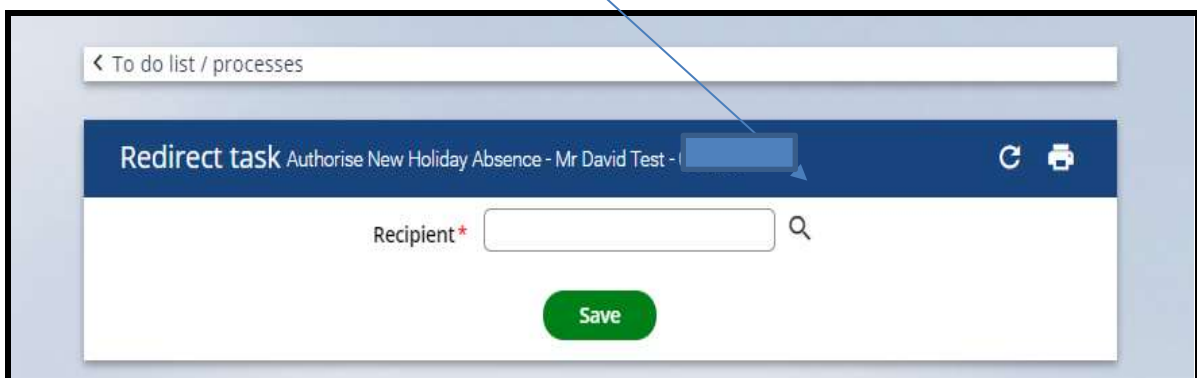 To do list / processes
Redirect task Authorise New Holiday Absence - Mr David Test -
Recipient*
Save